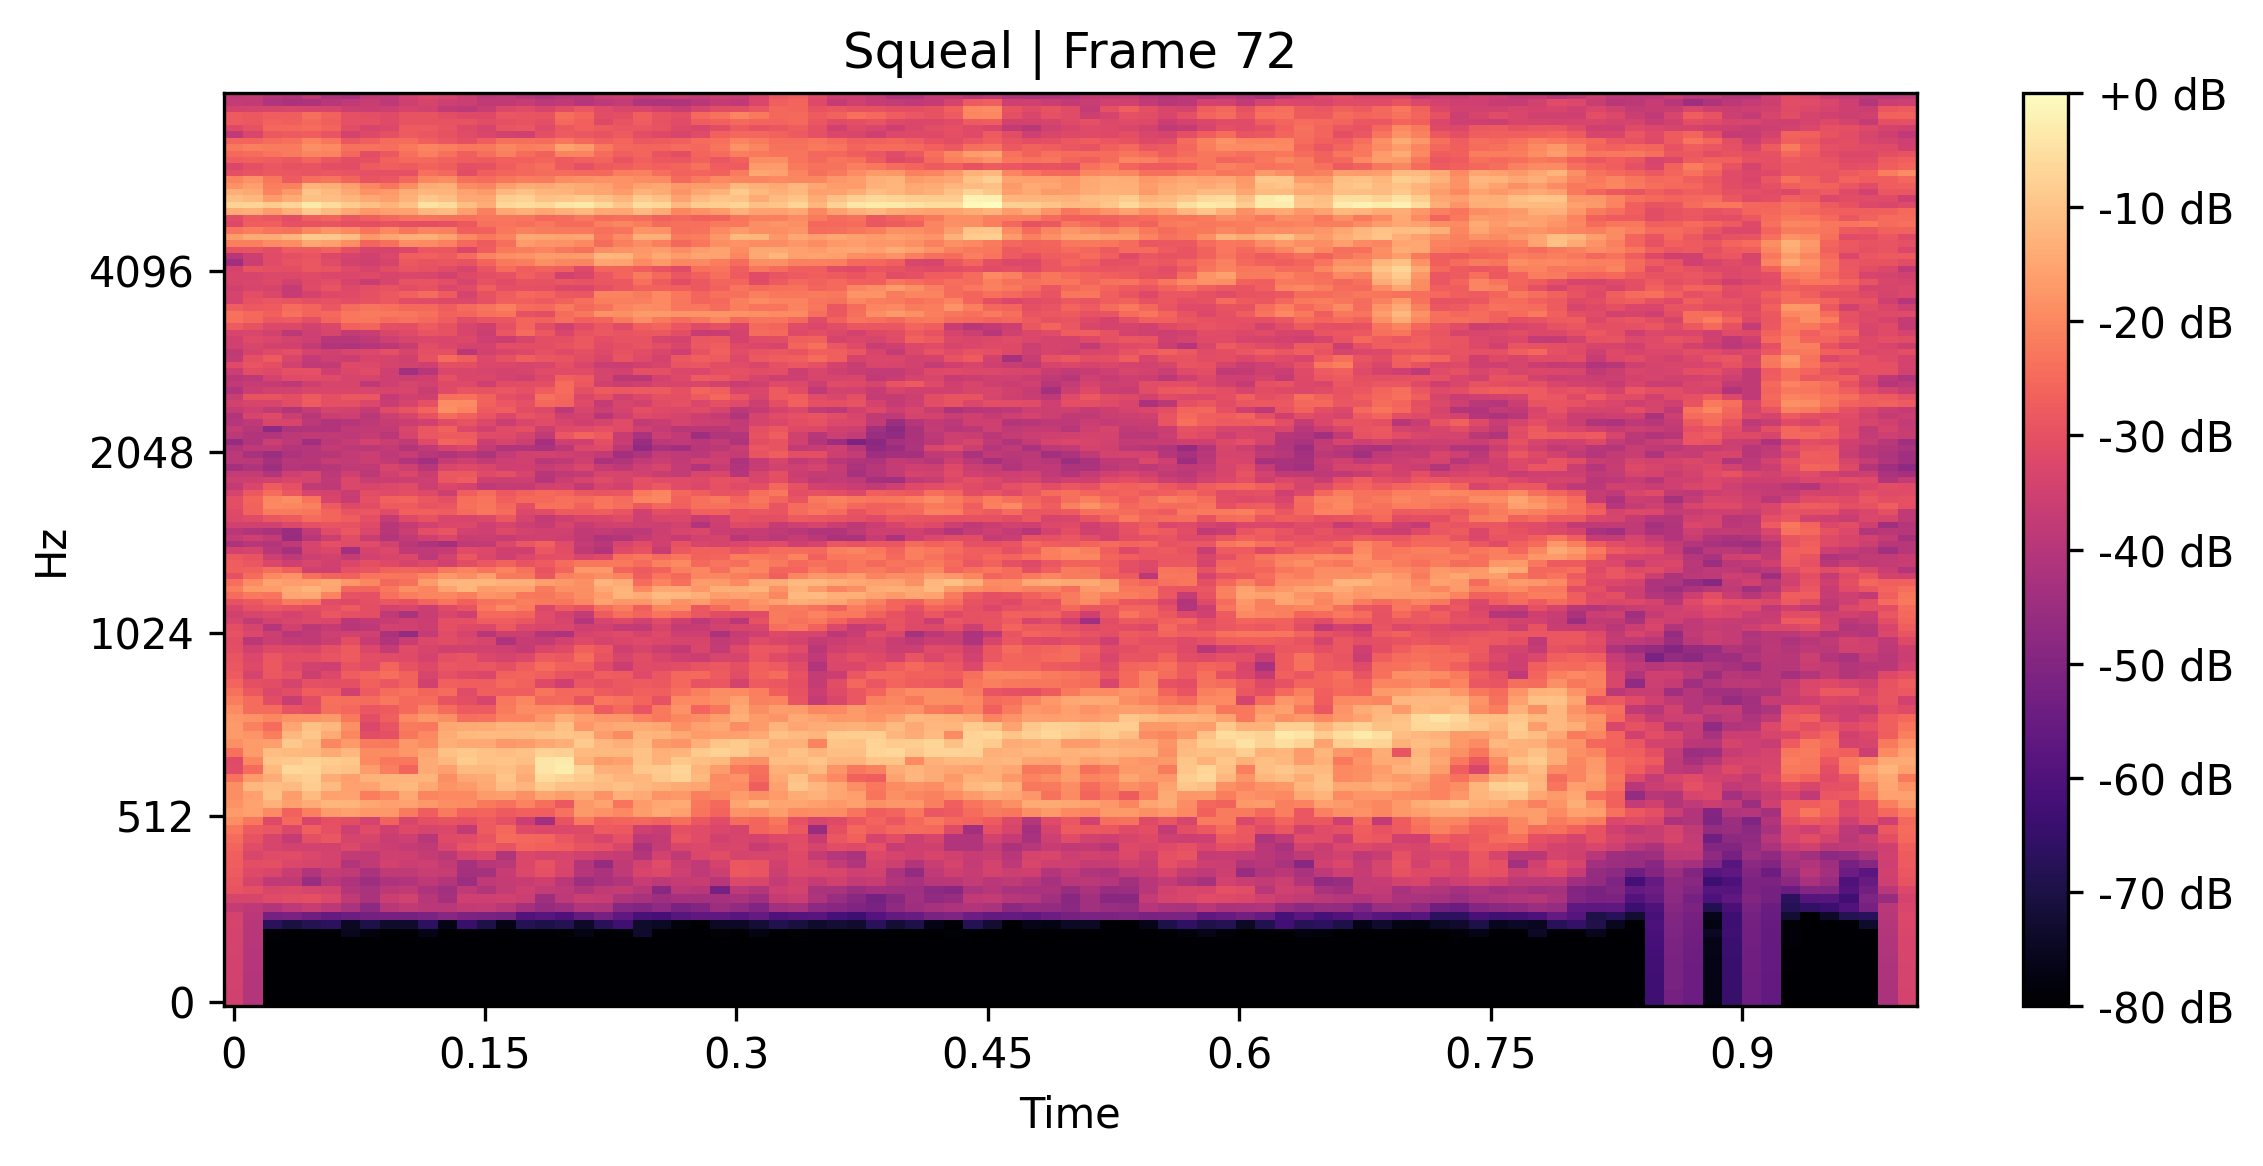 Squeal | Frame 72
+0 dB
-10 dB
-20 dB
-30 dB
-40 dB
-50 dB
-60 dB
-70 dB
-80 dB
Hz
4096
2048
1024
512
0
0 0.15 0.3 0.45 0.6 0.75 0.9
Time